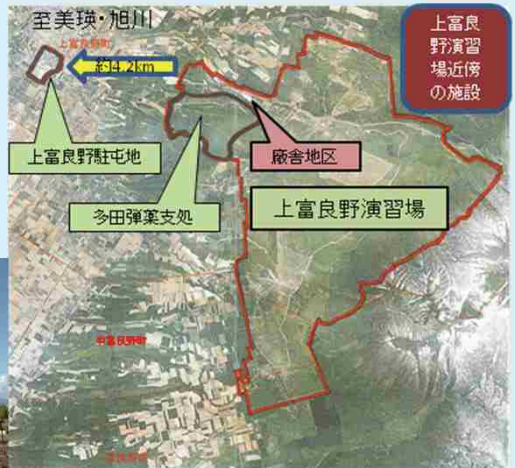 至美瑛・旭川
上富良野町
約4.2km
上富良
野演習
場近傍
の施設
上富良野駐屯地
廠舎地区
多田弾薬支処
上富良野演習場
中富良野町